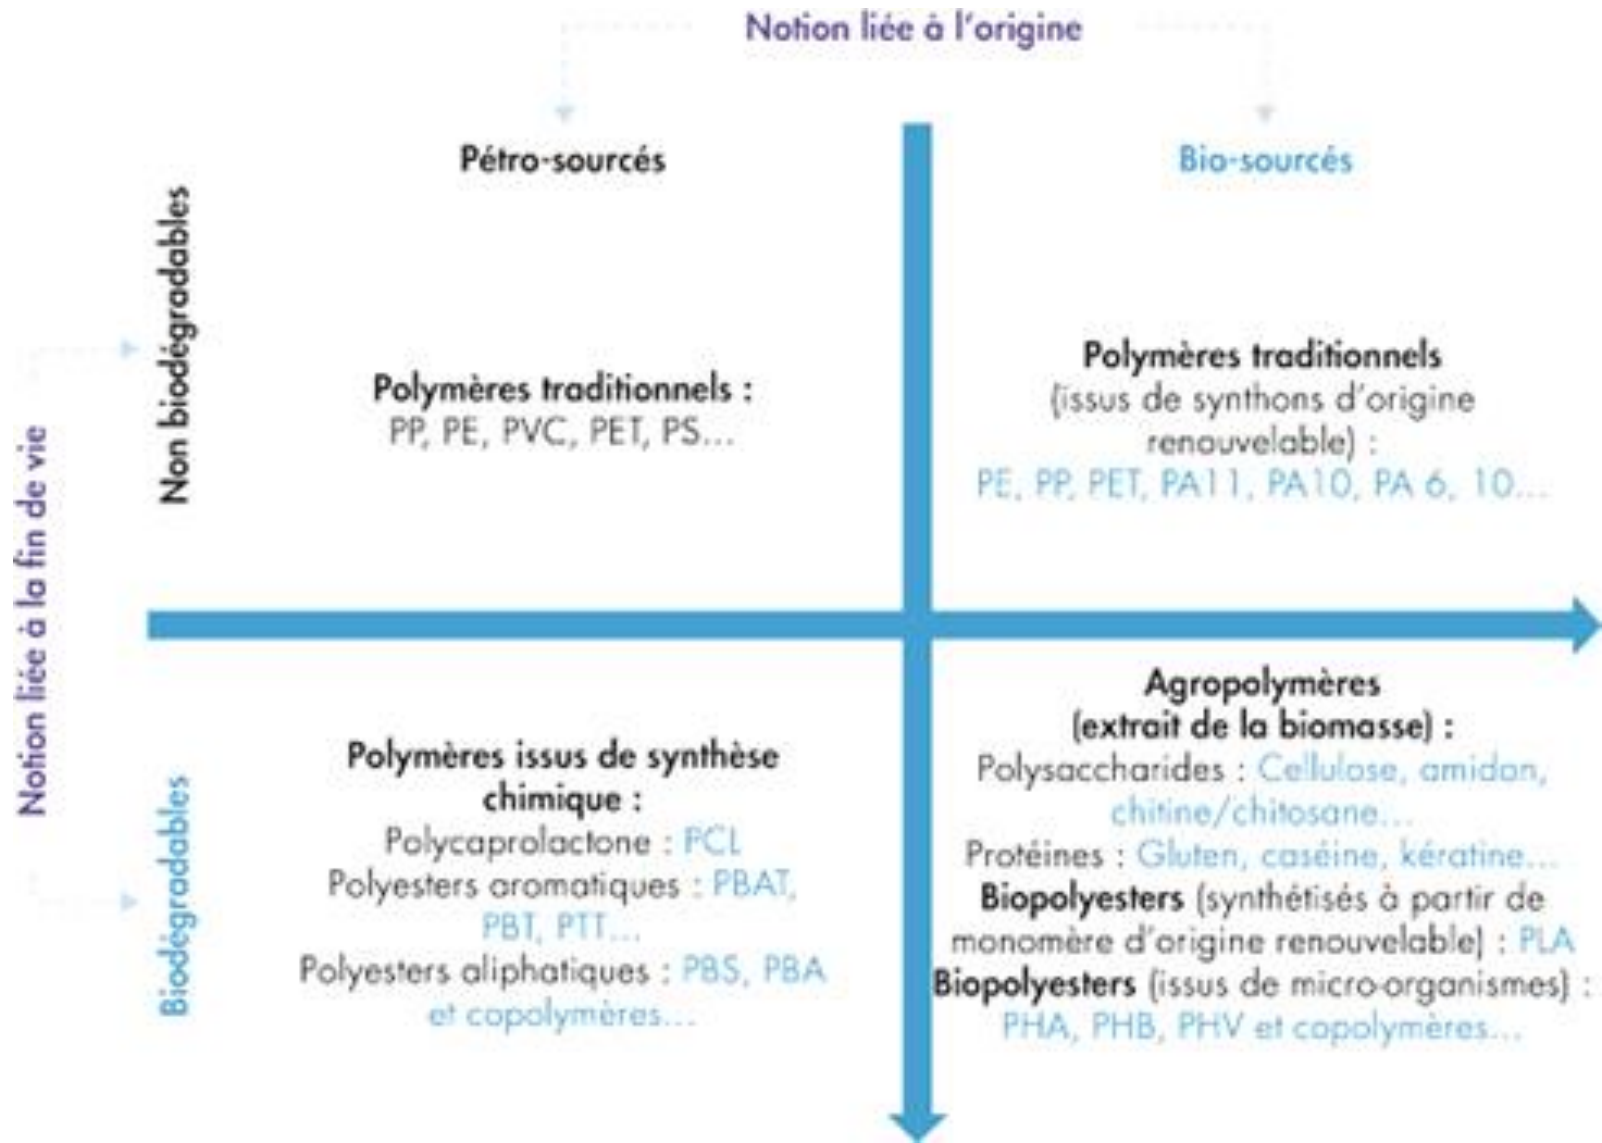 Notion liée à l'origine
Pétro-sourcés
Bio-sourcés
Notion liée à la fin de vie
Non biodégradables
Polymères traditionnels :
PP, PE, PVC, PET, PS...
Polymères traditionnels
(issus de synthons d'origine
renouvelable) :
PE, PP, PET, PA11, PA10, PA 6, 10...
Biodégradables
Polymères issus de synthèse
chimique :
Polycaprolactone : PCL
Polyesters aromatiques : PBAT,
PBT, PTT...
Polyesters aliphatiques : PBS, PBA
et copolymères...
Agropolymères
(extrait de la biomasse) :
Polysaccharides : Cellulose, amidon,
chitine/chitosane...
Protéines : Gluten, caséine, kératine...
Biopolyesters (synthétisés à partir de
monomère d'origine renouvelable) : PLA
Biopolyesters (issus de micro-organismes) :
PHA, PHB, PHV et copolymères...